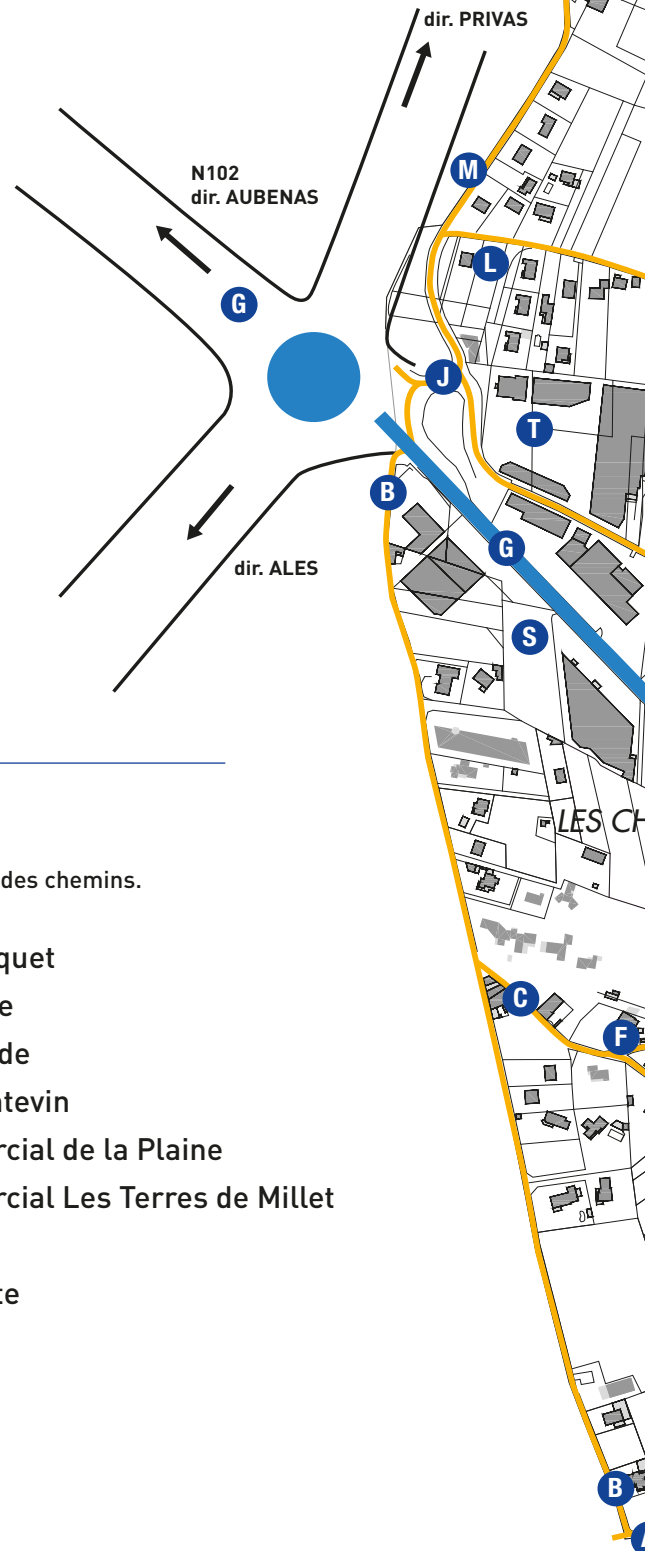 dir. PRIVAS
N102
dir. AUBENAS
M
L
G
J
T
B
G
dir. ALES
S
LES CH
des chemins.
quet
e
C
F
de
tevin
rcial de la Plaine
rcial Les Terres de Millet
te
B